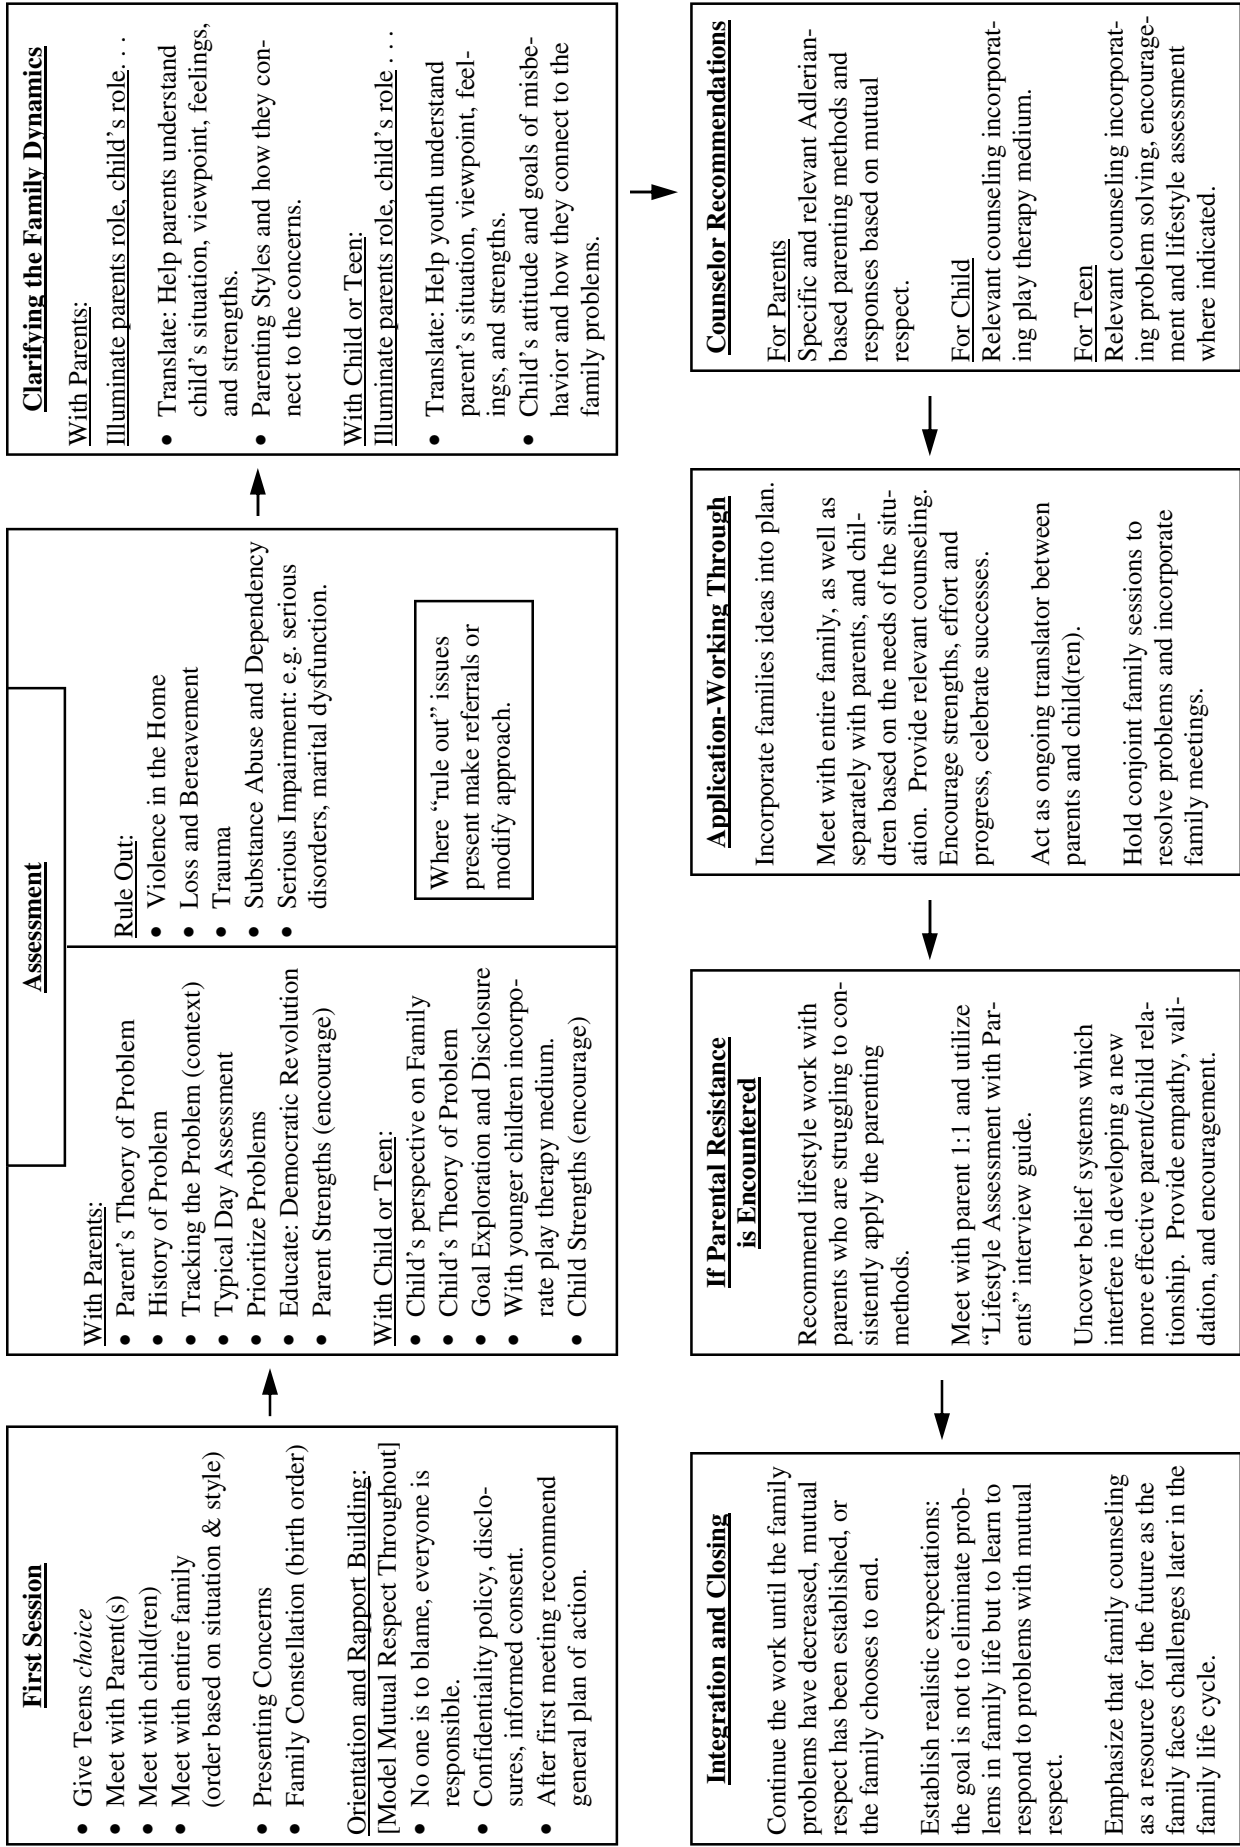 First Session
• Give Teens choice
• Meet with Parent(s)
• Meet with child(ren)
• Meet with entire family
(order based on situation & style)
• Presenting Concerns
• Family Constellation (birth order)
Orientation and Rapport Building:
[Model Mutual Respect Throughout]
• No one is to blame, everyone is
responsible.
• Confidentiality policy, disclo-
sures, informed consent.
• After first meeting recommend
general plan of action.
Assessment
With Parents:
• Parent’s Theory of Problem
• History of Problem
• Tracking the Problem (context)
• Typical Day Assessment
• Prioritize Problems
• Educate: Democratic Revolution
• Parent Strengths (encourage)
With Child or Teen:
• Child’s perspective on Family
• Child’s Theory of Problem
• Goal Exploration and Disclosure
• With younger children incorpo-
rate play therapy medium.
• Child Strengths (encourage)
Rule Out:
• Violence in the Home
• Loss and Bereavement
• Trauma
• Substance Abuse and Dependency
• Serious Impairment: e.g. serious
disorders, marital dysfunction.
Where “rule out” issues
present make referrals or
modify approach.
Clarifying the Family Dynamics
With Parents:
Illuminate parents role, child’s role. . .
• Translate: Help parents understand
child’s situation, viewpoint, feelings,
and strengths.
• Parenting Styles and how they con-
nect to the concerns.
With Child or Teen:
Illuminate parents role, child’s role . . .
• Translate: Help youth understand
parent’s situation, viewpoint, feel-
ings, and strengths.
• Child’s attitude and goals of misbe-
havior and how they connect to the
family problems.
Counselor Recommendations
For Parents
Specific and relevant Adlerian-
based parenting methods and
responses based on mutual
respect.
For Child
Relevant counseling incorporat-
ing play therapy medium.
For Teen
Relevant counseling incorporat-
ing problem solving, encourage-
ment and lifestyle assessment
where indicated.
Application-Working Through
Incorporate families ideas into plan.
Meet with entire family, as well as
separately with parents, and chil-
dren based on the needs of the situ-
ation. Provide relevant counseling.
Encourage strengths, effort and
progress, celebrate successes.
Act as ongoing translator between
parents and child(ren).
Hold conjoint family sessions to
resolve problems and incorporate
family meetings.
If Parental Resistance
is Encountered
Recommend lifestyle work with
parents who are struggling to con-
sistently apply the parenting
methods.
Meet with parent 1:1 and utilize
“Lifestyle Assessment with Par-
ents” interview guide.
Uncover belief systems which
interfere in developing a new
more effective parent/child rela-
tionship. Provide empathy, vali-
dation, and encouragement.
Integration and Closing
Continue the work until the family
problems have decreased, mutual
respect has been established, or
the family chooses to end.
Establish realistic expectations:
the goal is not to eliminate prob-
lems in family life but to learn to
respond to problems with mutual
respect.
Emphasize that family counseling
as a resource for the future as the
family faces challenges later in the
family life cycle.